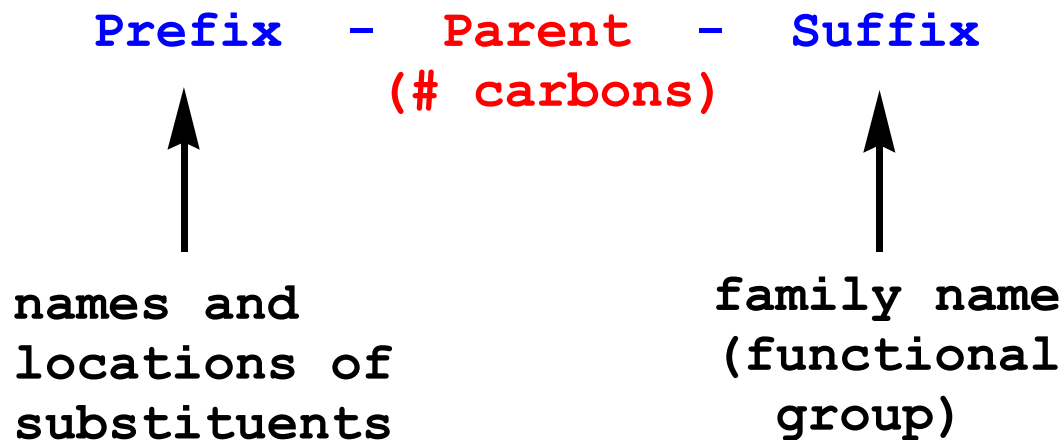 Prefix - Parent - Suffix
(# carbons)
names and
locations of
substituents
family name
(functional
group)